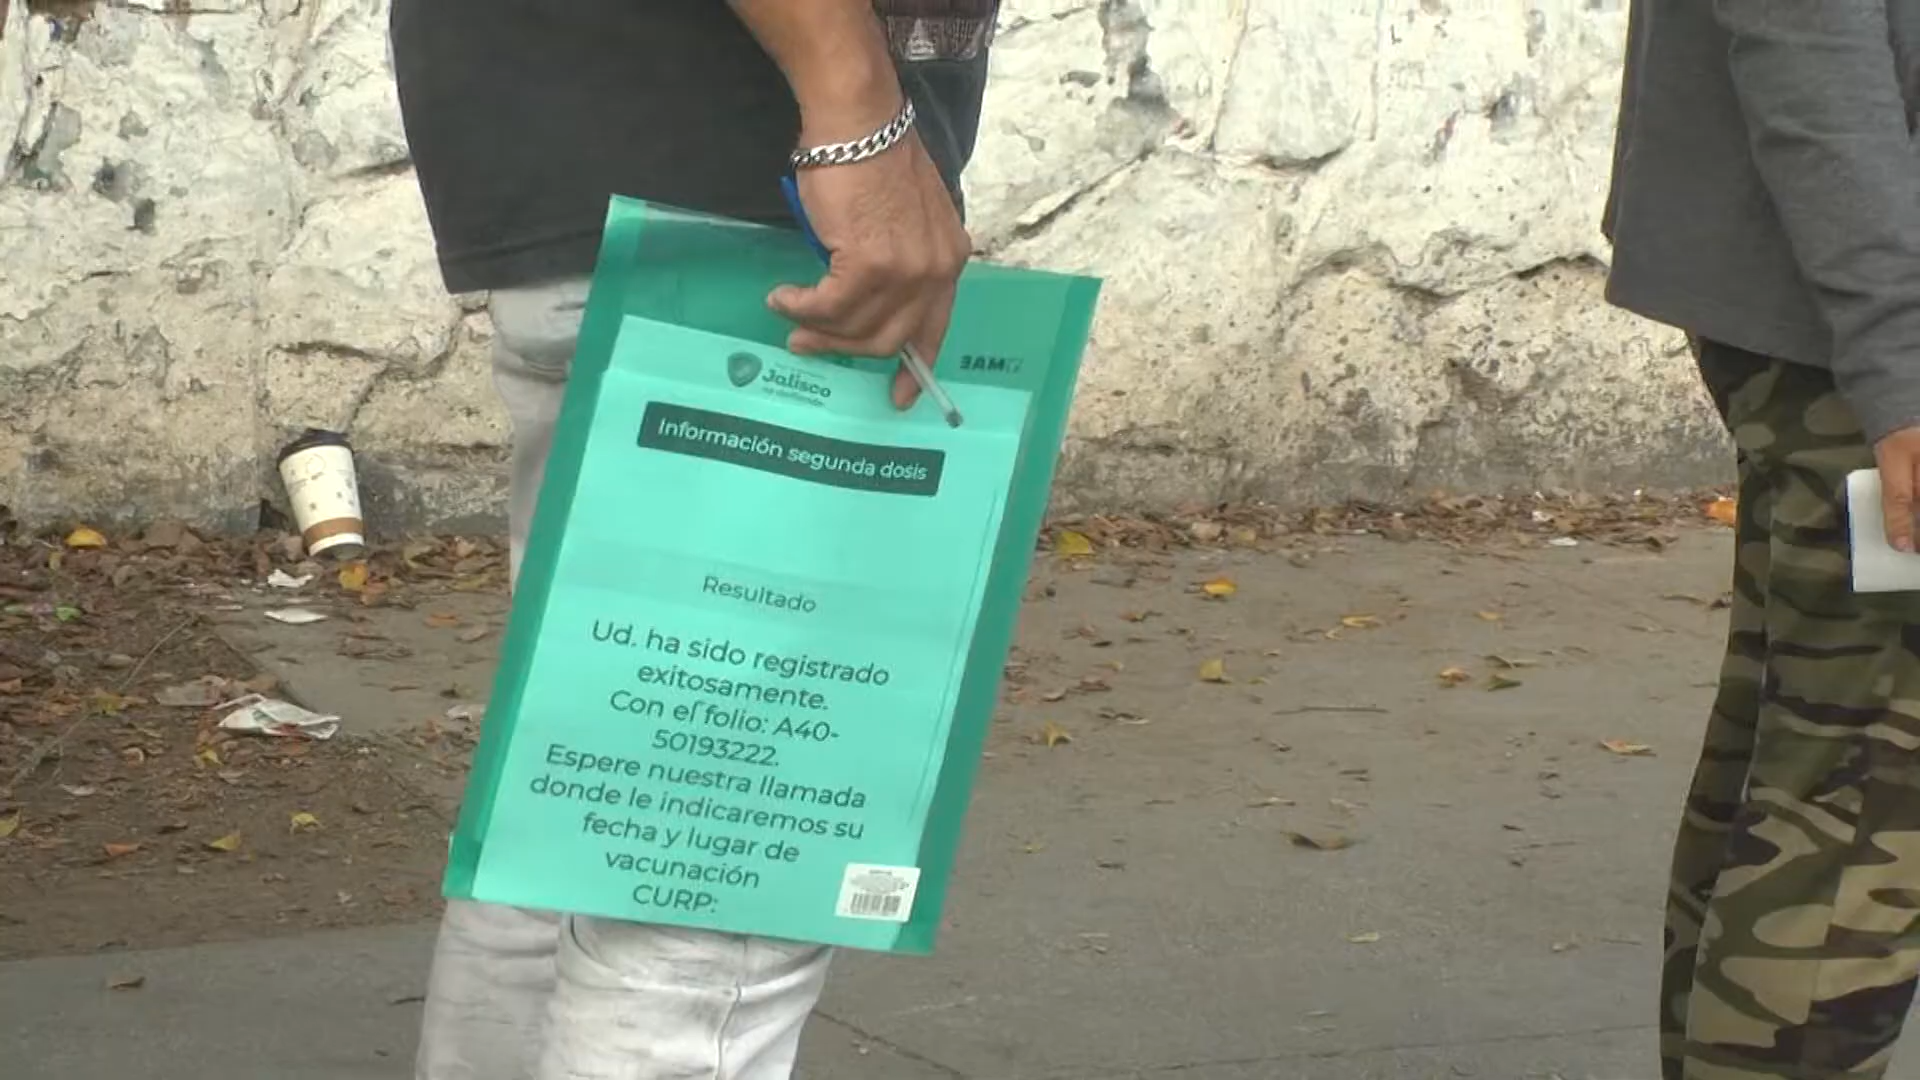 Jalisco
Información segunda dosis
Resultado
Ud. ha sido registrado
exitosamente.
Con el folio: A40-
50193222.
Espere nuestra llamada
donde le indicaremos su
fecha y lugar de
vacunación
CURP: